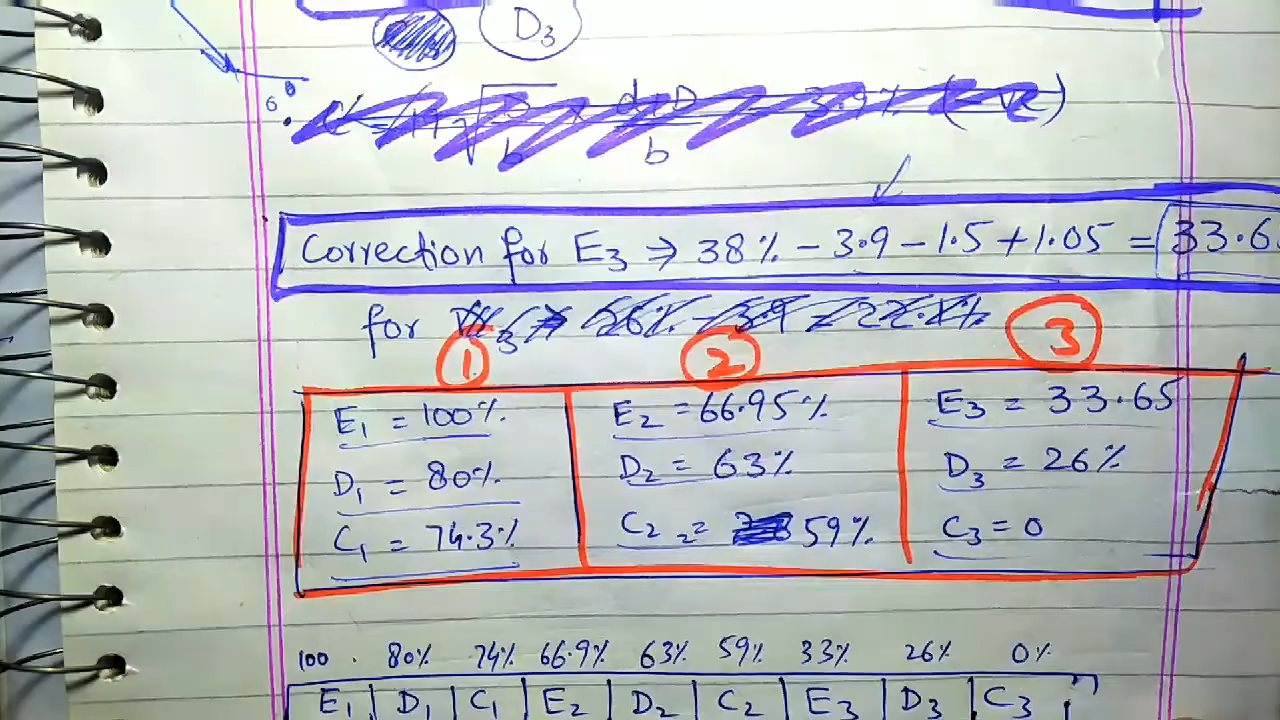 D3
b b
Correction for E3 ⇒ 38% - 3.9 - 1.5 + 1.05 = 33.6
for
1 2 3
E1 = 100% E2 = 66.95% E3 = 33.65
D1 = 80% D2 = 63% D3 = 26%
C1 = 74.3% C2 = 59% C3 = 0
100 . 80% 74% 66.9% 63% 59% 33% 26% 0%
E1 | D1 | C1 | E2 | D2 | C2 | E3 | D3 | C3